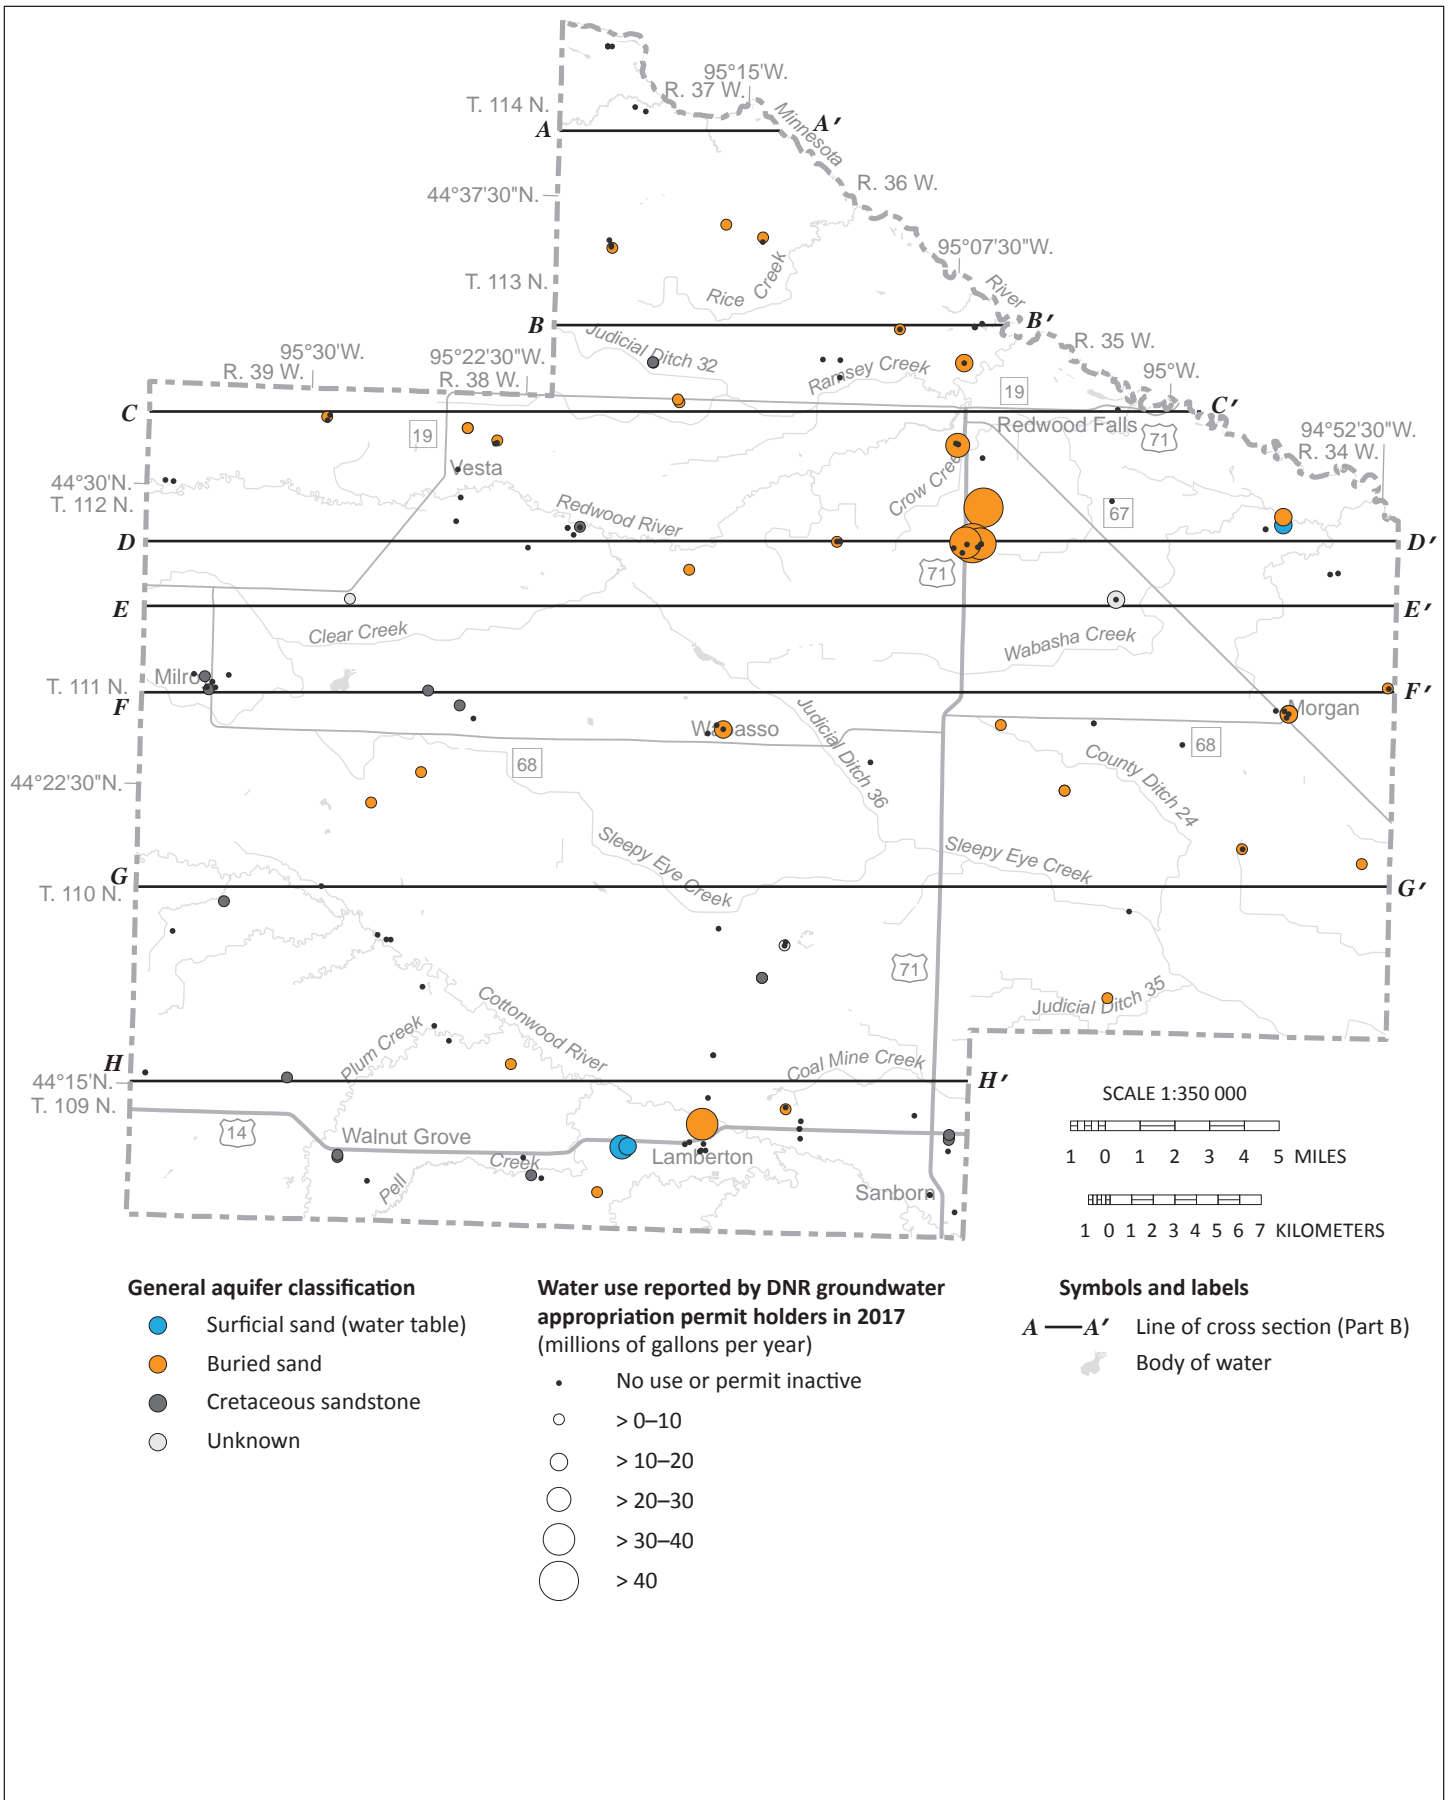 95°15'W.
R. 37 W.
T. 114 N.
A
A′
Minnesota
R. 36 W.
44°37'30"N.
95°07'30"W.
T. 113 N.
Rice
Creek
River
B
B′
Judicial Ditch 32
R. 35 W.
95°30'W.
95°22'30"W.
R. 39 W.
R. 38 W.
Ramsey Creek
95°W.
19
C
C′
Redwood Falls
71
19
94°52'30"W.
R. 34 W.
Vesta
44°30'N.
T. 112 N.
Crow Creek
Redwood River
67
D
D′
71
E
E′
Clear Creek
Wabasha Creek
Milroy
T. 111 N.
F
F′
Judicial Ditch 36
Wabasso
Morgan
68
68
County Ditch 24
44°22'30"N.
Sleepy Eye Creek
Sleepy Eye Creek
G
G′
T. 110 N.
71
Cottonwood River
Judicial Ditch 35
Plum Creek
Coal Mine Creek
H
H′
44°15'N.
T. 109 N.
14
Walnut Grove
Lamberton
Pell
Creek
Sanborn
SCALE 1:350 000
1 0 1 2 3 4 5 MILES
1 0 1 2 3 4 5 6 7 KILOMETERS
General aquifer classification
Surficial sand (water table)
Buried sand
Cretaceous sandstone
Unknown
Water use reported by DNR groundwater
appropriation permit holders in 2017
(millions of gallons per year)
No use or permit inactive
> 0–10
> 10–20
> 20–30
> 30–40
> 40
Symbols and labels
A A′ Line of cross section (Part B)
Body of water